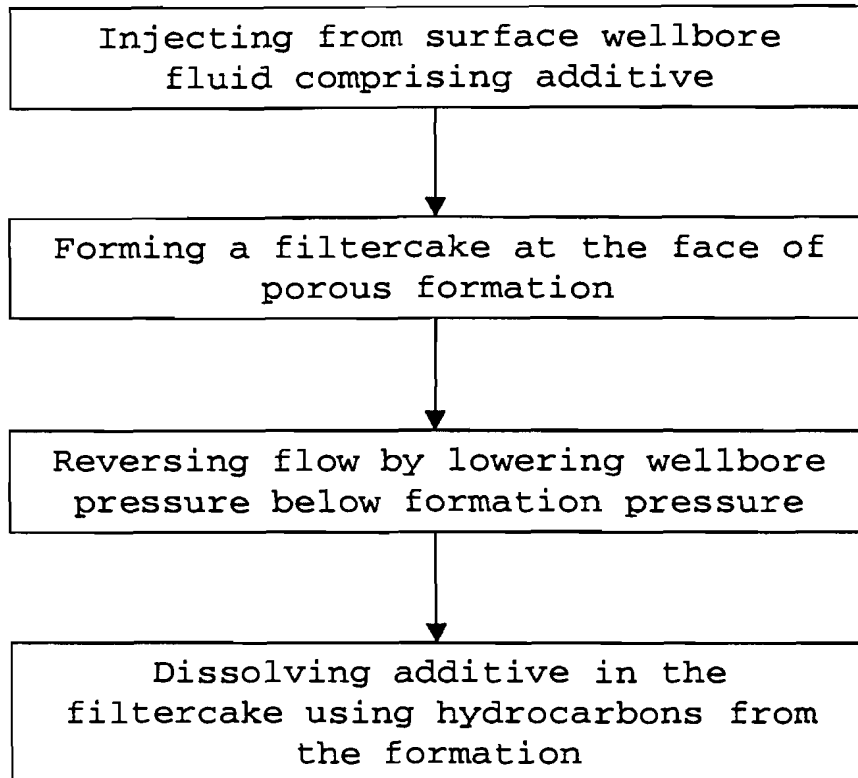 Injecting from surface wellbore
fluid comprising additive
Forming a filtercake at the face of
porous formation
Reversing flow by lowering wellbore
pressure below formation pressure
Dissolving additive in the
filtercake using hydrocarbons from
the formation